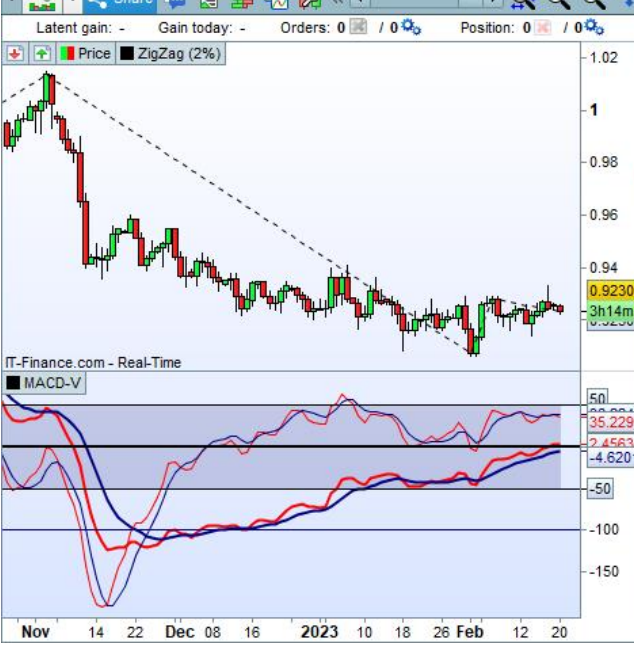 Share
Latent gain: - Gain today: - Orders: 0 / 0 Position: 0 / 0
Price ZigZag (2%)
1.02
1
0.98
0.96
0.94
0.9230
3h14m
IT-Finance.com - Real-Time
MACD-V
50
35.229
2.4563
-4.620
-50
-100
-150
Nov 14 22 Dec 08 16 2023 10 18 26 Feb 12 20